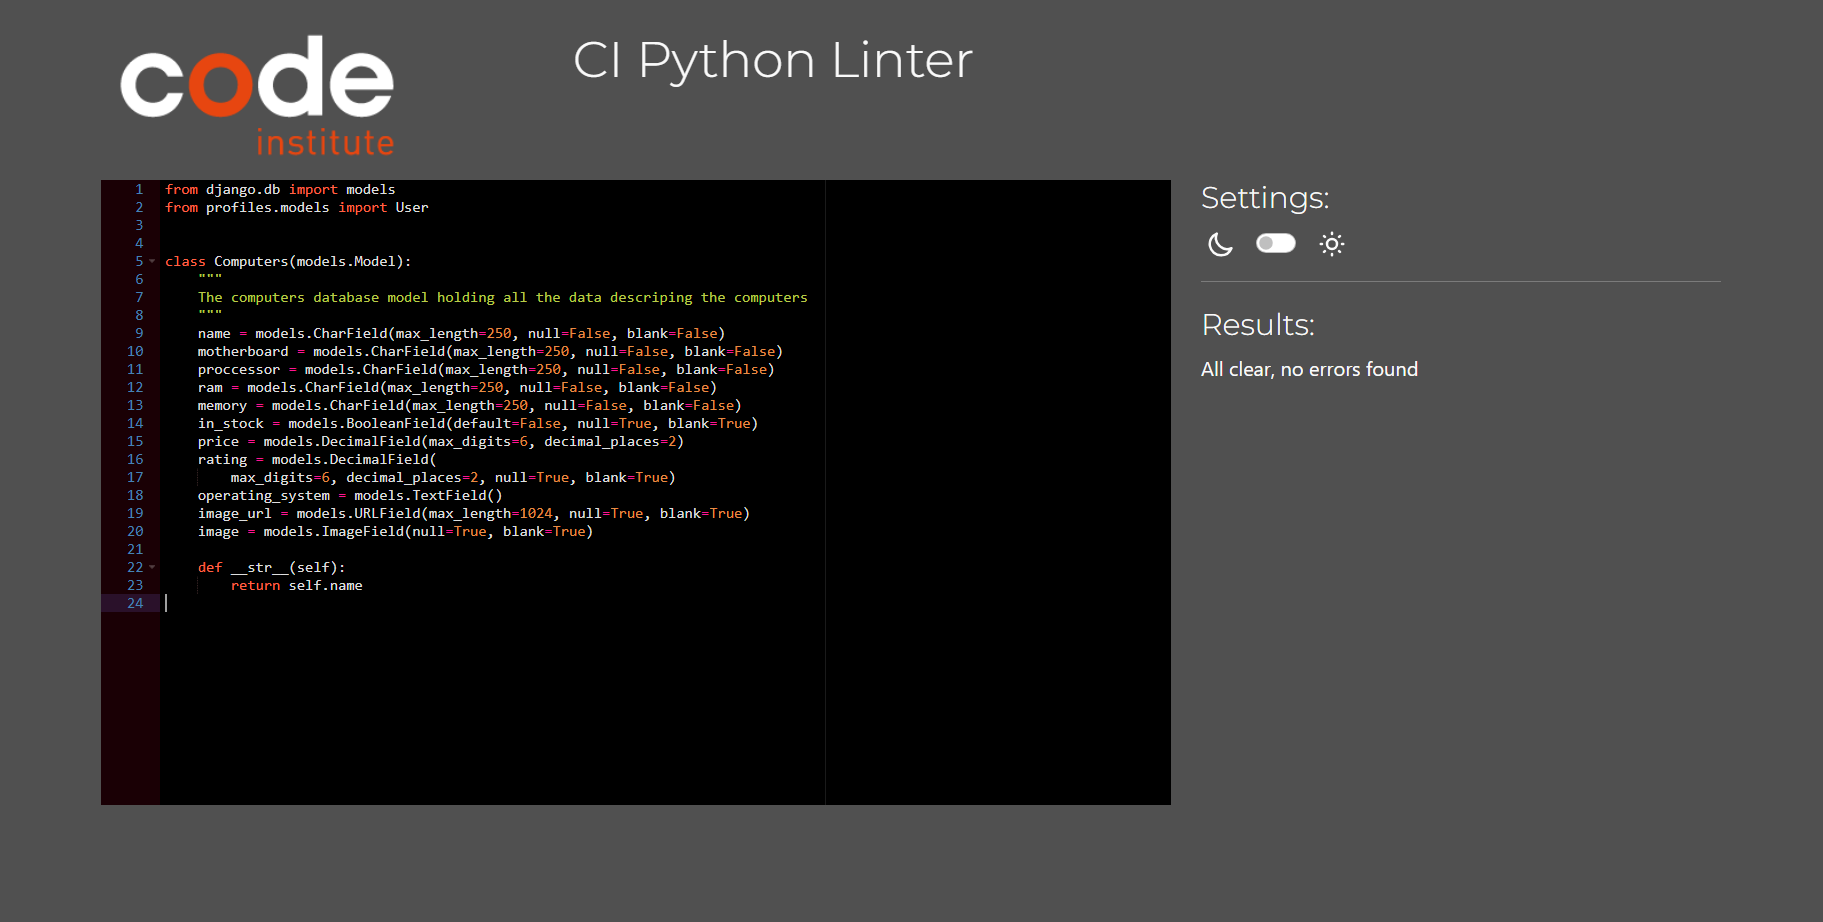 code
institute
CI Python Linter
1 from django.db import models
2 from profiles.models import User
3
4
5 class Computers(models.Model):
6     """
7     The computers database model holding all the data descriping the computers
8     """
9     name = models.CharField(max_length=250, null=False, blank=False)
10     motherboard = models.CharField(max_length=250, null=False, blank=False)
11     proccessor = models.CharField(max_length=250, null=False, blank=False)
12     ram = models.CharField(max_length=250, null=False, blank=False)
13     memory = models.CharField(max_length=250, null=False, blank=False)
14     in_stock = models.BooleanField(default=False, null=True, blank=True)
15     price = models.DecimalField(max_digits=6, decimal_places=2)
16     rating = models.DecimalField(
17         max_digits=6, decimal_places=2, null=True, blank=True)
18     operating_system = models.TextField()
19     image_url = models.URLField(max_length=1024, null=True, blank=True)
20     image = models.ImageField(null=True, blank=True)
21
22     def __str__(self):
23         return self.name
24
Settings:
Results:
All clear, no errors found